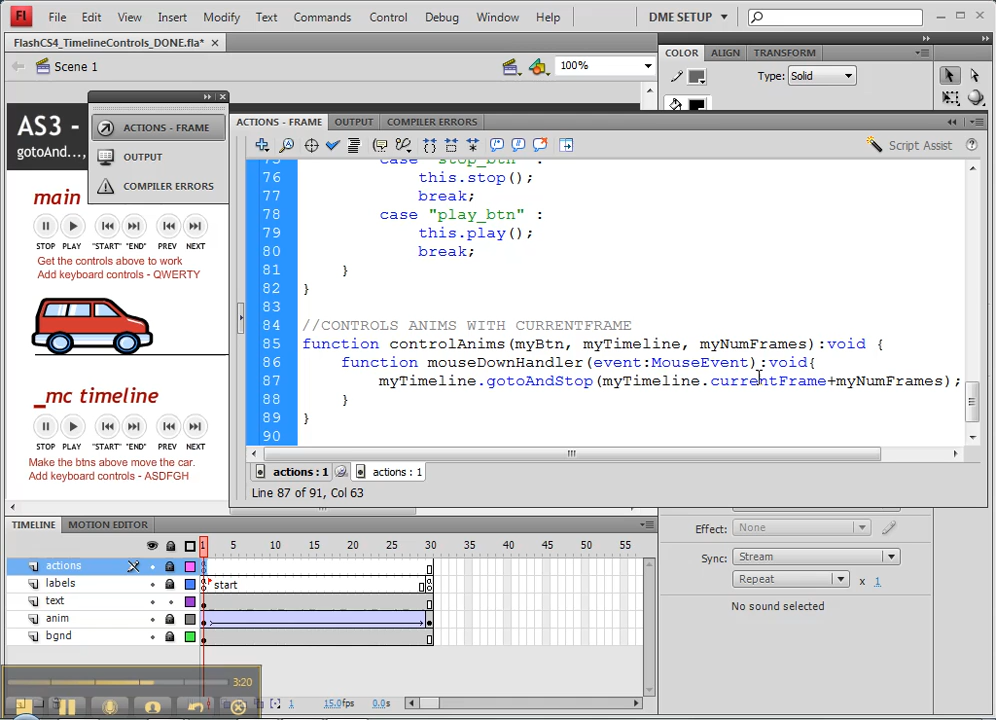 Fl File Edit View Insert Modify Text Commands Control Debug Window Help DME SETUP
FlashCS4_TimelineControls_DONE.fla*
Scene 1 100%
COLOR ALIGN TRANSFORM
Type: Solid
AS3 -
gotoAnd...,
ACTIONS - FRAME
OUTPUT
COMPILER ERRORS
ACTIONS - FRAME OUTPUT COMPILER ERRORS
Script Assist
main
STOP PLAY "START" "END" PREV NEXT
Get the controls above to work
Add keyboard controls - QWERTY
_mc timeline
STOP PLAY "START" "END" PREV NEXT
Make the btns above move the car.
Add keyboard controls - ASDFGH
75 case "stop_btn" :
76 this.stop();
77 break;
78 case "play_btn" :
79 this.play();
80 break;
81 }
82 }
83
84 //CONTROLS ANIMS WITH CURRENTFRAME
85 function controlAnims(myBtn, myTimeline, myNumFrames):void {
86 function mouseDownHandler(event:MouseEvent):void{
87 myTimeline.gotoAndStop(myTimeline.currentFrame+myNumFrames);
88 }
89 }
90
actions : 1 actions : 1
Line 87 of 91, Col 63
TIMELINE MOTION EDITOR
1 5 10 15 20 25 30 35 40 45 50 55
actions
labels start
text
anim
bgnd
1 15.0fps 0.0s
3:20
Effect: None
Sync: Stream
Repeat x 1
No sound selected